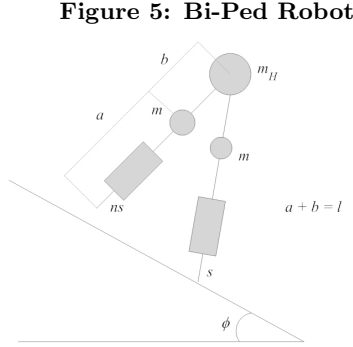 Figure 5: Bi-Ped Robot
b
m_H
a
m
m
ns
a + b = l
s
ϕ